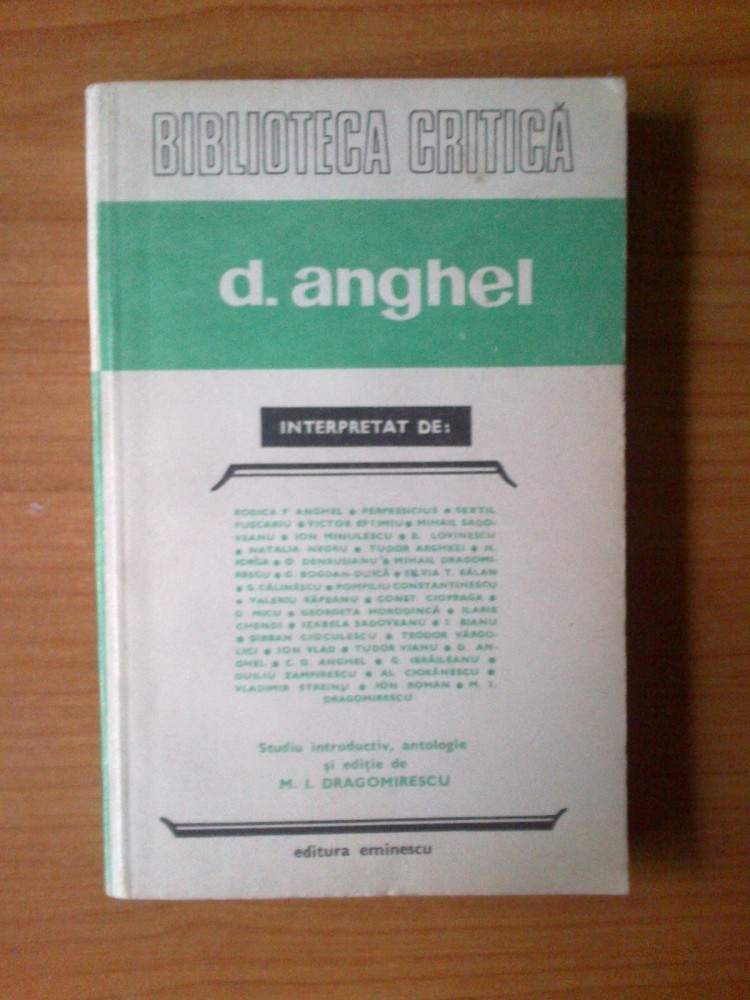 BIBLIOTECA CRITICĂ
d. anghel
INTERPRETAT DE:
RODICA F. ANGHEL • PERPESSICIUS • SEXTIL
PUȘCARIU • VICTOR EFTIMIU • MIHAIL SADO-
VEANU • ION MINULESCU • E. LOVINESCU
• NATALIA NEGRU • TUDOR ARGHEZI • N.
IORGA • O. DENSUSIANU • MIHAIL DRAGOMI-
RESCU • G. BOGDAN-DUICĂ • SILVIA T. BĂLAN
• G. CĂLINESCU • POMPILIU CONSTANTINESCU
• VALERIU RÂPEANU • CONST. CIOPRAGA •
D. MICU • GEORGETA HORODINCĂ • ILARIE
CHENDI • IZABELA SADOVEANU • I. BIANU
• ȘERBAN CIOCULESCU • TEODOR VÂRGO-
LICI • ION VLAD • TUDOR VIANU • D. AN-
GHEL • C. D. ANGHEL • G. IBRĂILEANU •
DUILIU ZAMFIRESCU • AL. CIORĂNESCU •
VLADIMIR STREINU • ION ROMAN • M. I.
DRAGOMIRESCU
Studiu introductiv, antologie
și ediție de
M. I. DRAGOMIRESCU
editura eminescu